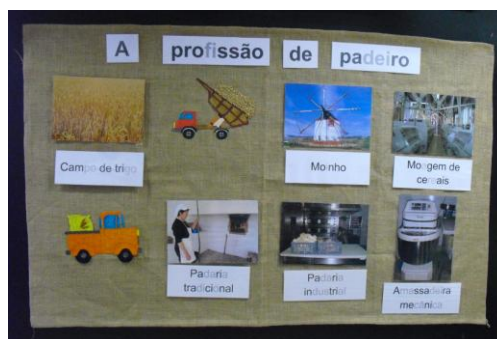 A profissão de padeiro
Campo de trigo
Moinho
Moagem de
cereais
Padaria
tradicional
Padaria
industrial
Amassadeira
mecânica